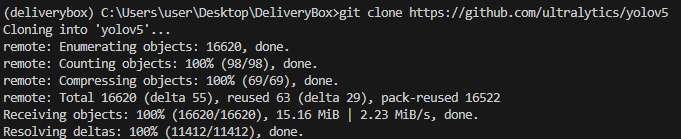 (deliverybox) C:\Users\user\Desktop\DeliveryBox>git clone https://github.com/ultralytics/yolov5
Cloning into 'yolov5'...
remote: Enumerating objects: 16620, done.
remote: Counting objects: 100% (98/98), done.
remote: Compressing objects: 100% (69/69), done.
remote: Total 16620 (delta 55), reused 63 (delta 29), pack-reused 16522
Receiving objects: 100% (16620/16620), 15.16 MiB | 2.23 MiB/s, done.
Resolving deltas: 100% (11412/11412), done.